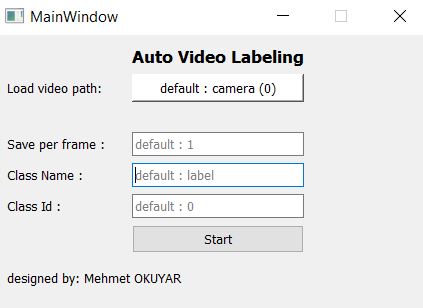 MainWindow
Auto Video Labeling
Load video path: default : camera (0)
Save per frame : default : 1
Class Name : default : label
Class Id : default : 0
Start
designed by: Mehmet OKUYAR